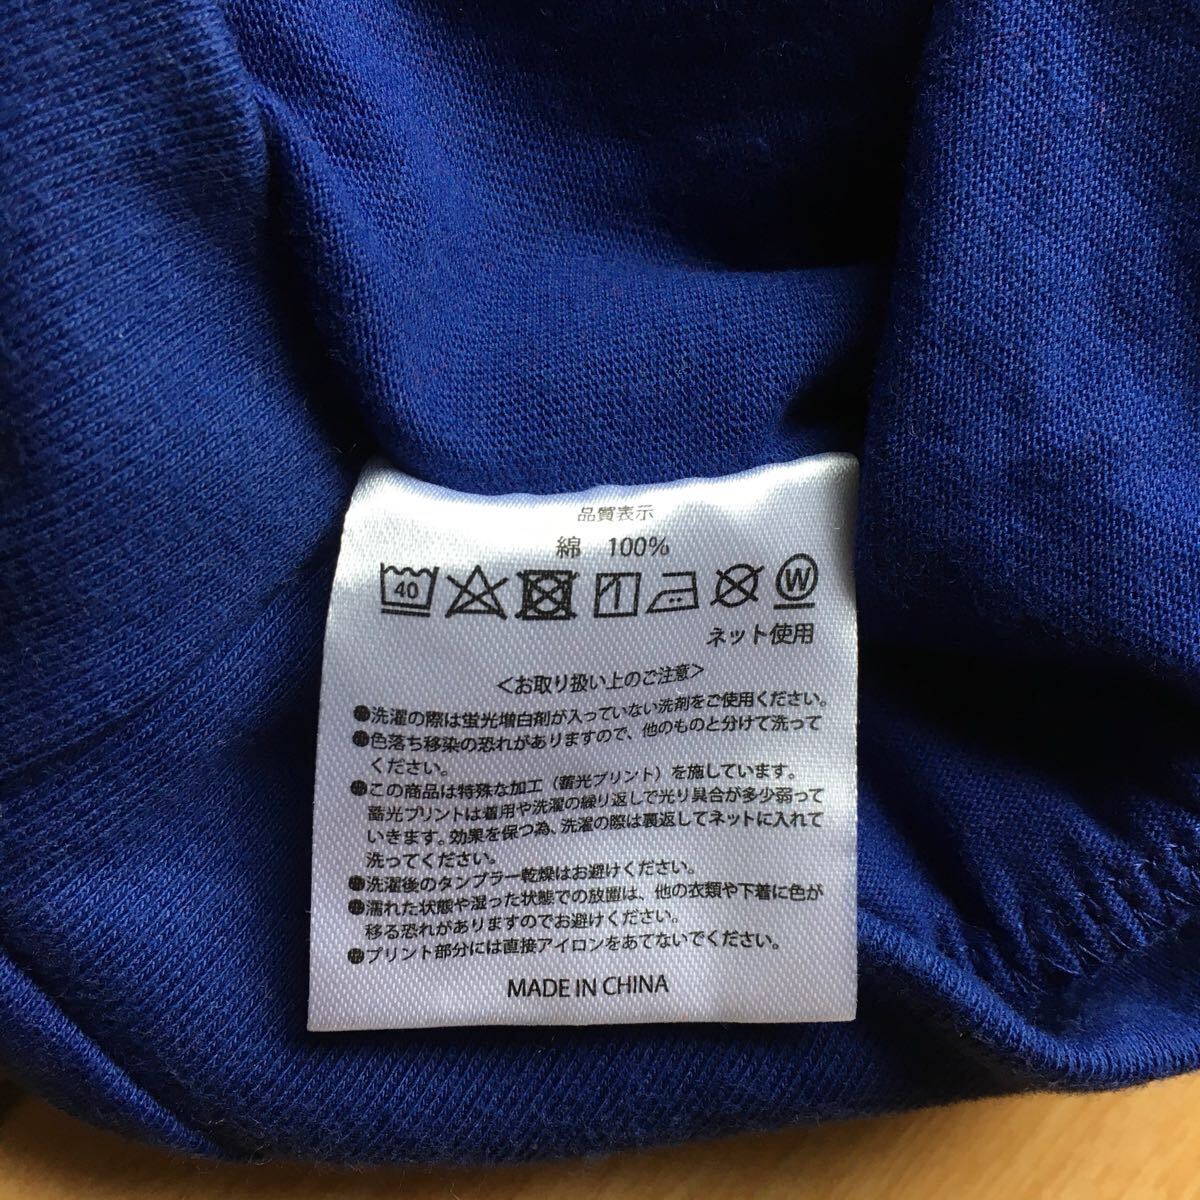 品質表示
綿 100%
40 W
ネット使用
＜お取り扱い上のご注意＞
●洗濯の際は蛍光増白剤が入っていない洗剤をご使用ください。
●色落ち移染の恐れがありますので、他のものと分けて洗って
ください。
●この商品は特殊な加工（蓄光プリント）を施しています。
蓄光プリントは着用や洗濯の繰り返しで光り具合が多少弱って
いきます。効果を保つ為、洗濯の際は裏返してネットに入れて
洗ってください。
●洗濯後のタンブラー乾燥はお避けください。
●濡れた状態や湿った状態での放置は、他の衣類や下着に色が
移る恐れがありますのでお避けください。
●プリント部分には直接アイロンをあてないでください。
MADE IN CHINA